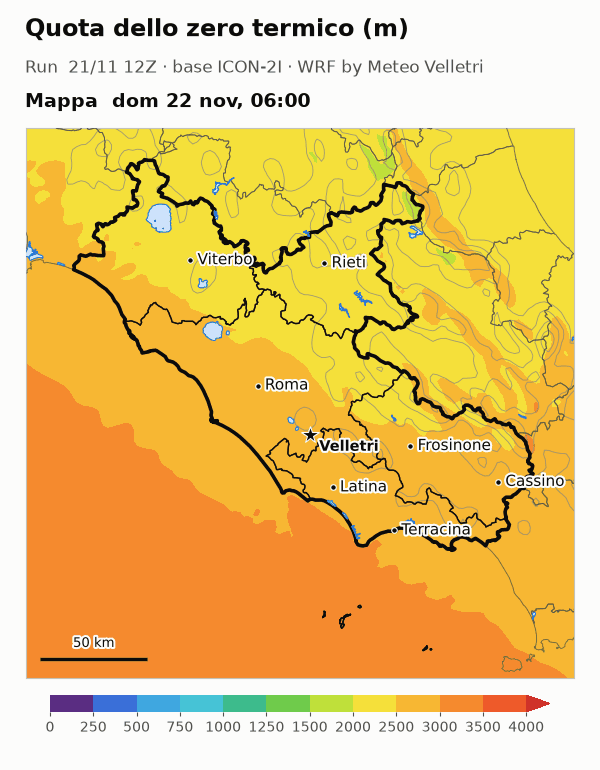 Quota dello zero termico (m)
Run 21/11 12Z · base ICON-2I · WRF by Meteo Velletri
Mappa dom 22 nov, 06:00
Viterbo
Rieti
Roma
Velletri
Frosinone
Latina
Cassino
Terracina
50 km
0 250 500 750 1000 1250 1500 2000 2500 3000 3500 4000